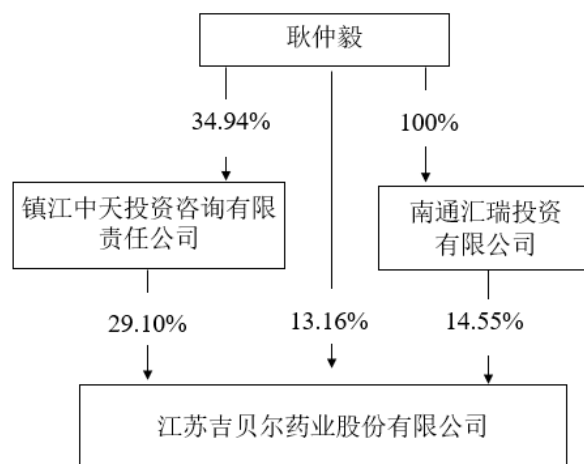 耿仲毅
34.94%
100%
镇江中天投资咨询有限
责任公司
南通汇瑞投资
有限公司
29.10%
13.16%
14.55%
江苏吉贝尔药业股份有限公司